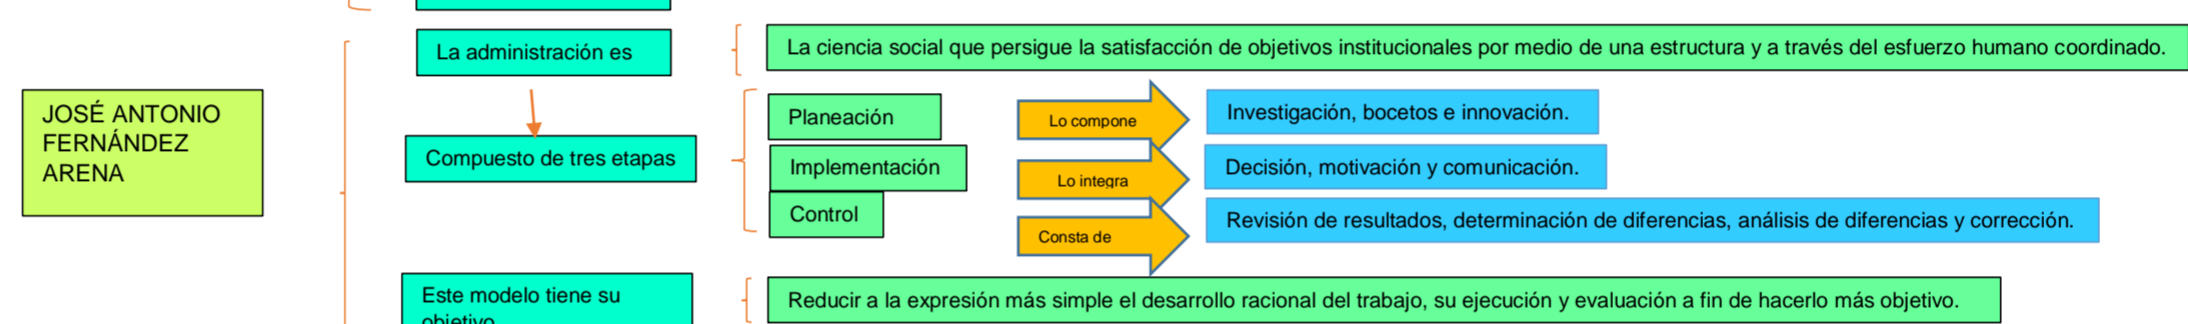 La administración es
La ciencia social que persigue la satisfacción de objetivos institucionales por medio de una estructura y a través del esfuerzo humano coordinado.
JOSÉ ANTONIO
FERNÁNDEZ
ARENA
Compuesto de tres etapas
Planeación
Lo compone
Investigación, bocetos e innovación.
Implementación
Lo integra
Decisión, motivación y comunicación.
Control
Consta de
Revisión de resultados, determinación de diferencias, análisis de diferencias y corrección.
Este modelo tiene su
objetivo
Reducir a la expresión más simple el desarrollo racional del trabajo, su ejecución y evaluación a fin de hacerlo más objetivo.